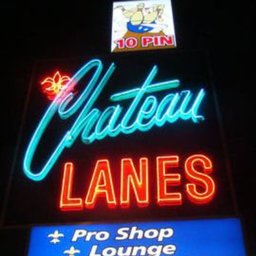 10 PIN
Chateau
LANES
Pro Shop
Lounge